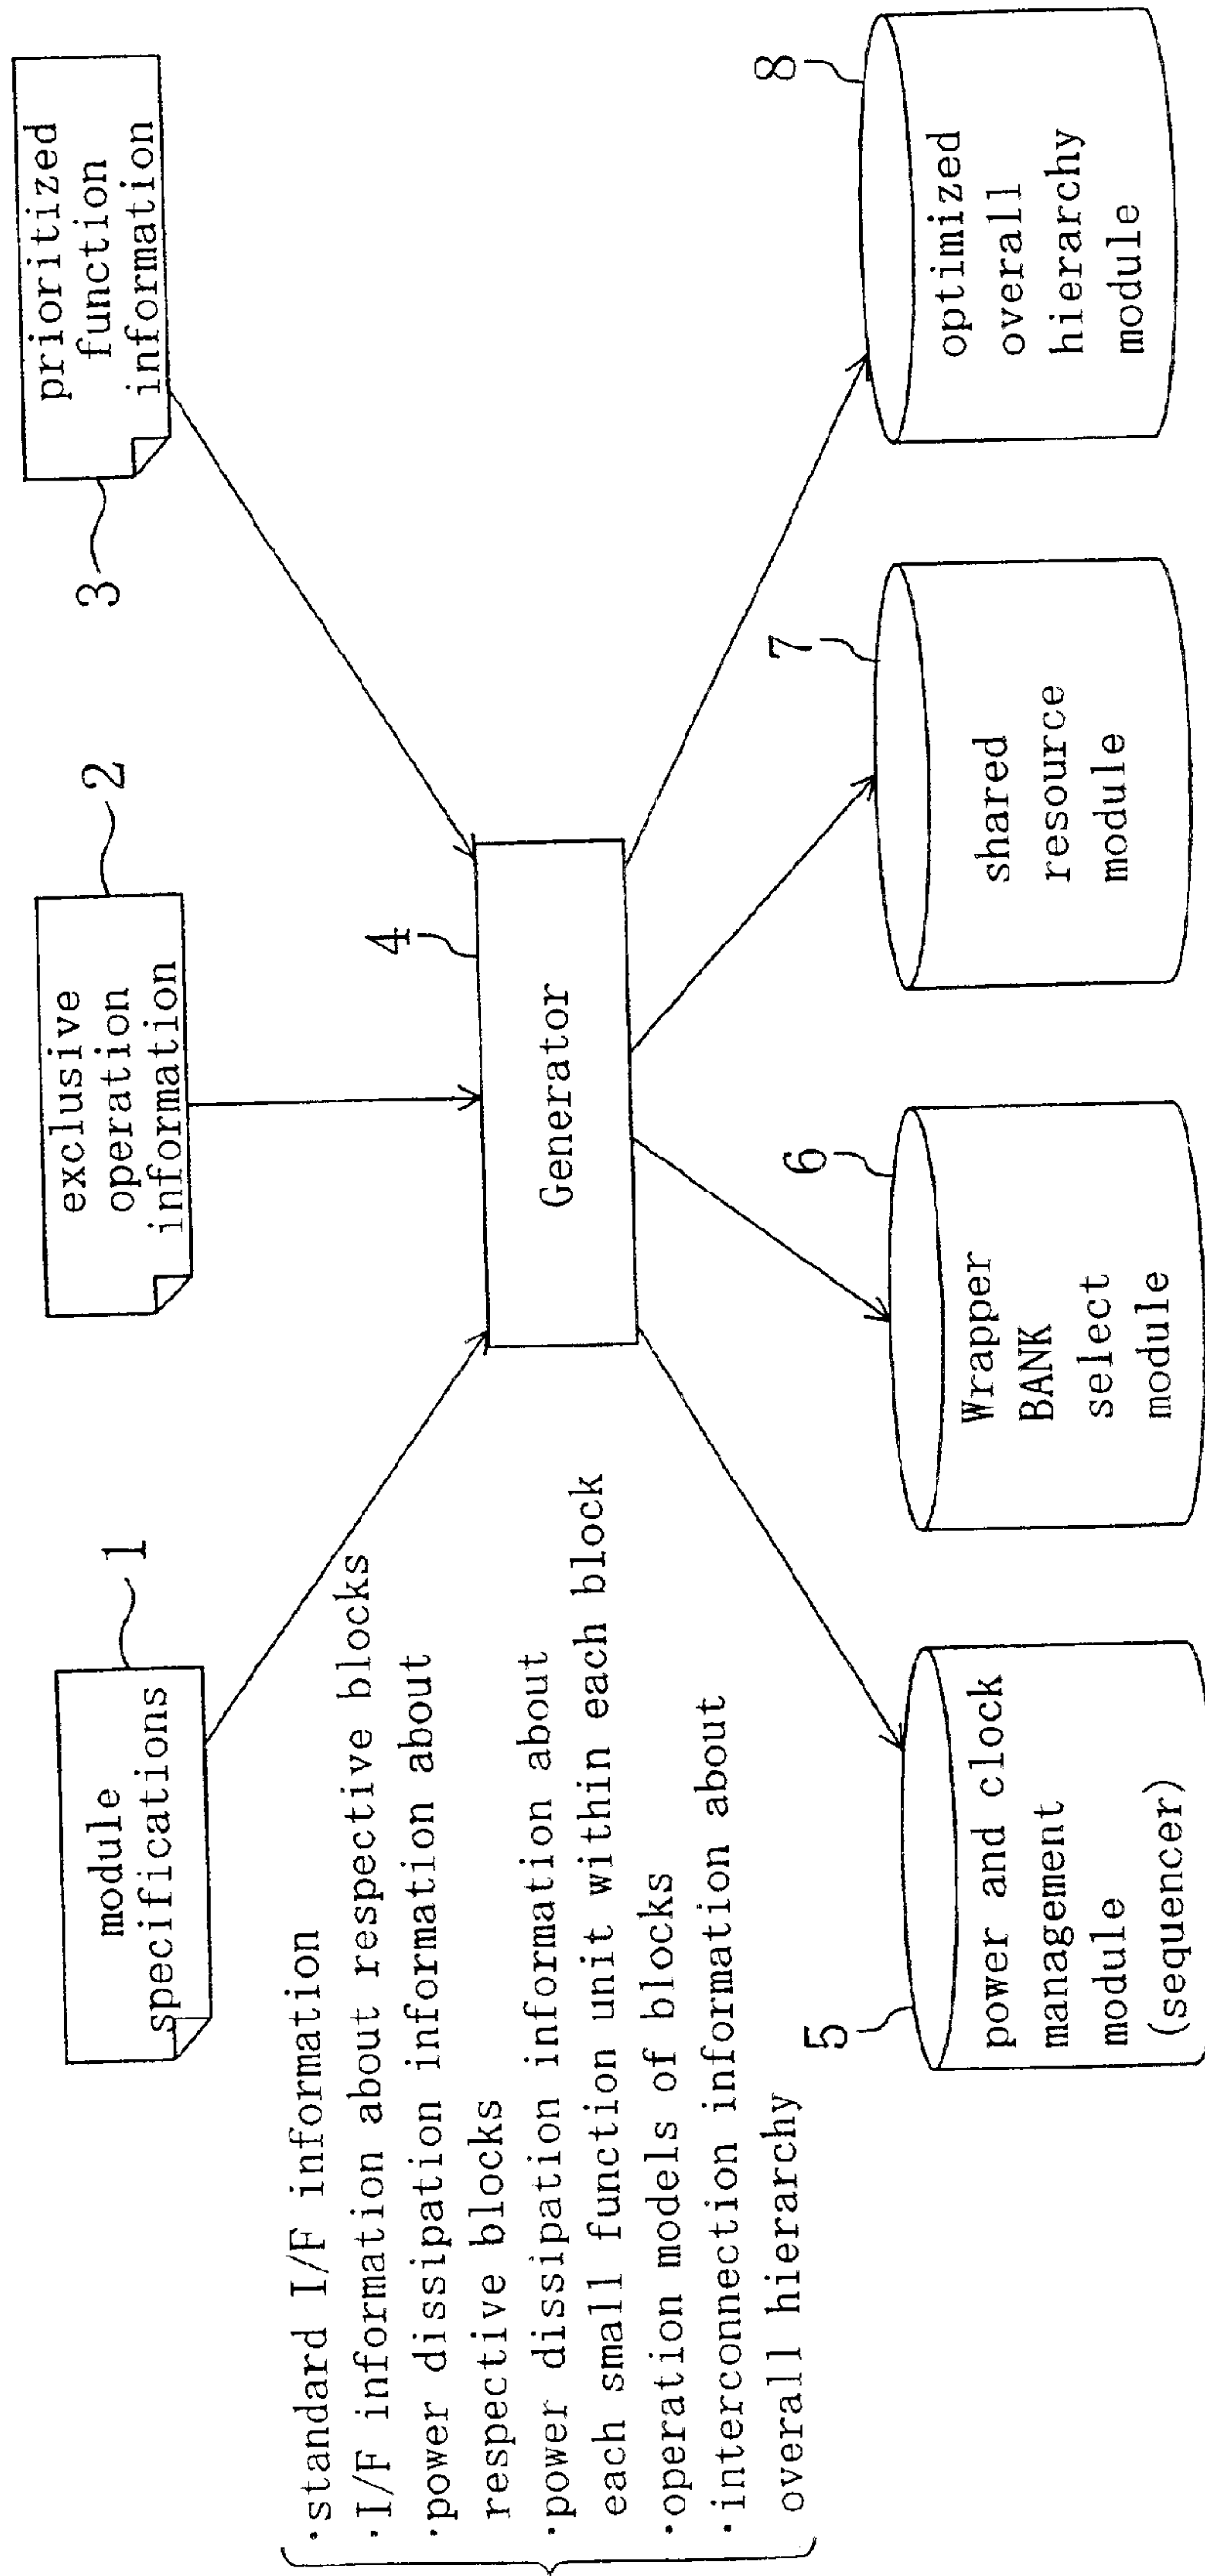 module
specifications
1
exclusive
operation
information
2
prioritized
function
information
3
·standard I/F information
·I/F information about respective blocks
·power dissipation information about
respective blocks
·power dissipation information about
each small function unit within each block
·operation models of blocks
·interconnection information about
overall hierarchy
Generator
4
5
power and clock
management
module
(sequencer)
6
Wrapper
BANK
select
module
7
shared
resource
module
8
optimized
overall
hierarchy
module